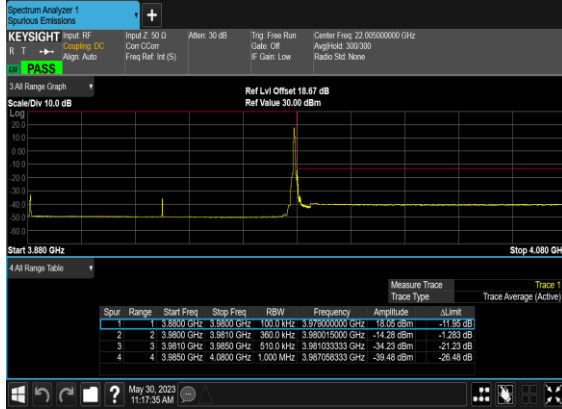 Spectrum Analyzer 1
Spurious Emissions
KEYSIGHT Input: RF Input Z: 50 Ω Atten: 30 dB Trig: Free Run Center Freq: 22.005000000 GHz
R T Coupling: DC Corr CCorr Gate: Off Avg|Hold: 300/300
Align: Auto Freq Ref: Int (S) IF Gain: Low Radio Std: None
PASS
3 All Range Graph
Ref Lvl Offset 18.67 dB
Scale/Div 10.0 dB Ref Value 30.00 dBm
Log
20.0
10.0
0.00
-10.0
-20.0
-30.0
-40.0
-50.0
-60.0
Start 3.880 GHz Stop 4.080 GHz
4 All Range Table
Measure Trace Trace 1
Trace Type Trace Average (Active)
Spur Range Start Freq Stop Freq RBW Frequency Amplitude ΔLimit
1 1 3.8800 GHz 3.9800 GHz 100.0 kHz 3.979000000 GHz 18.05 dBm -11.95 dB
2 2 3.9800 GHz 3.9810 GHz 360.0 kHz 3.980015000 GHz -14.28 dBm -1.283 dB
3 3 3.9810 GHz 3.9850 GHz 510.0 kHz 3.981033333 GHz -34.23 dBm -21.23 dB
4 4 3.9850 GHz 4.0800 GHz 1.000 MHz 3.987058333 GHz -39.48 dBm -26.48 dB
?
May 30, 2023
11:17:35 AM